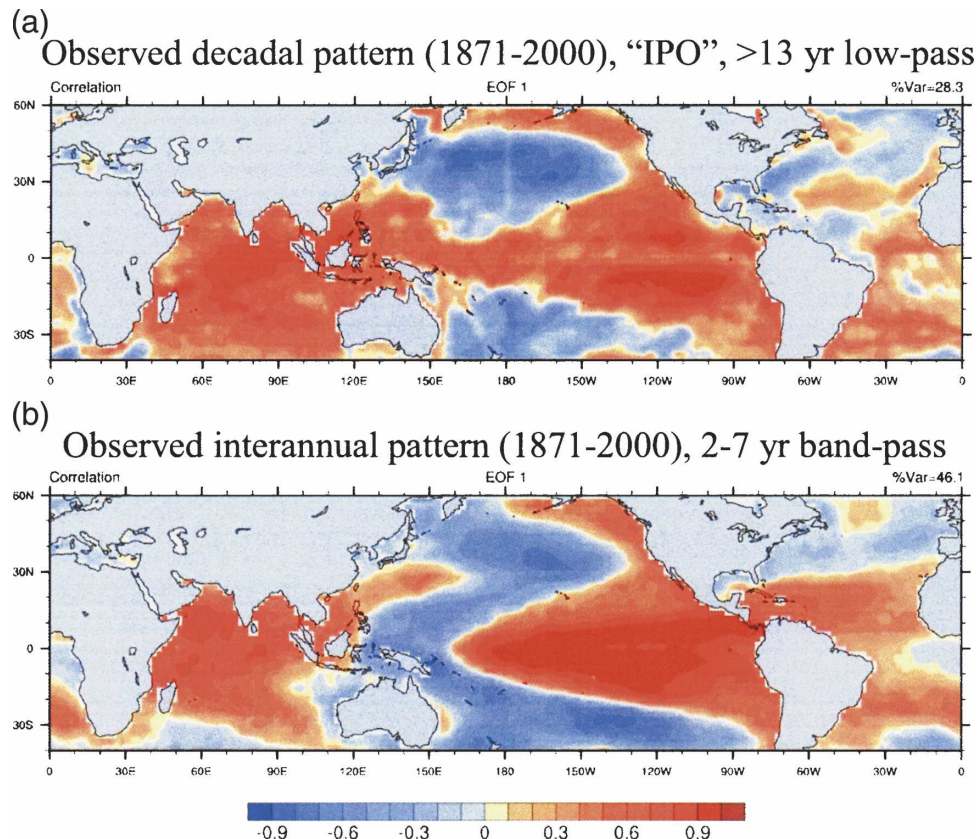 (a)
Observed decadal pattern (1871-2000), “IPO”, >13 yr low-pass
Correlation EOF 1 %Var=28.3
60N
30N
0
30S
0 30E 60E 90E 120E 150E 180 150W 120W 90W 60W 30W 0
(b)
Observed interannual pattern (1871-2000), 2-7 yr band-pass
Correlation EOF 1 %Var=46.1
60N
30N
0
30S
0 30E 60E 90E 120E 150E 180 150W 120W 90W 60W 30W 0
-0.9 -0.6 -0.3 0 0.3 0.6 0.9